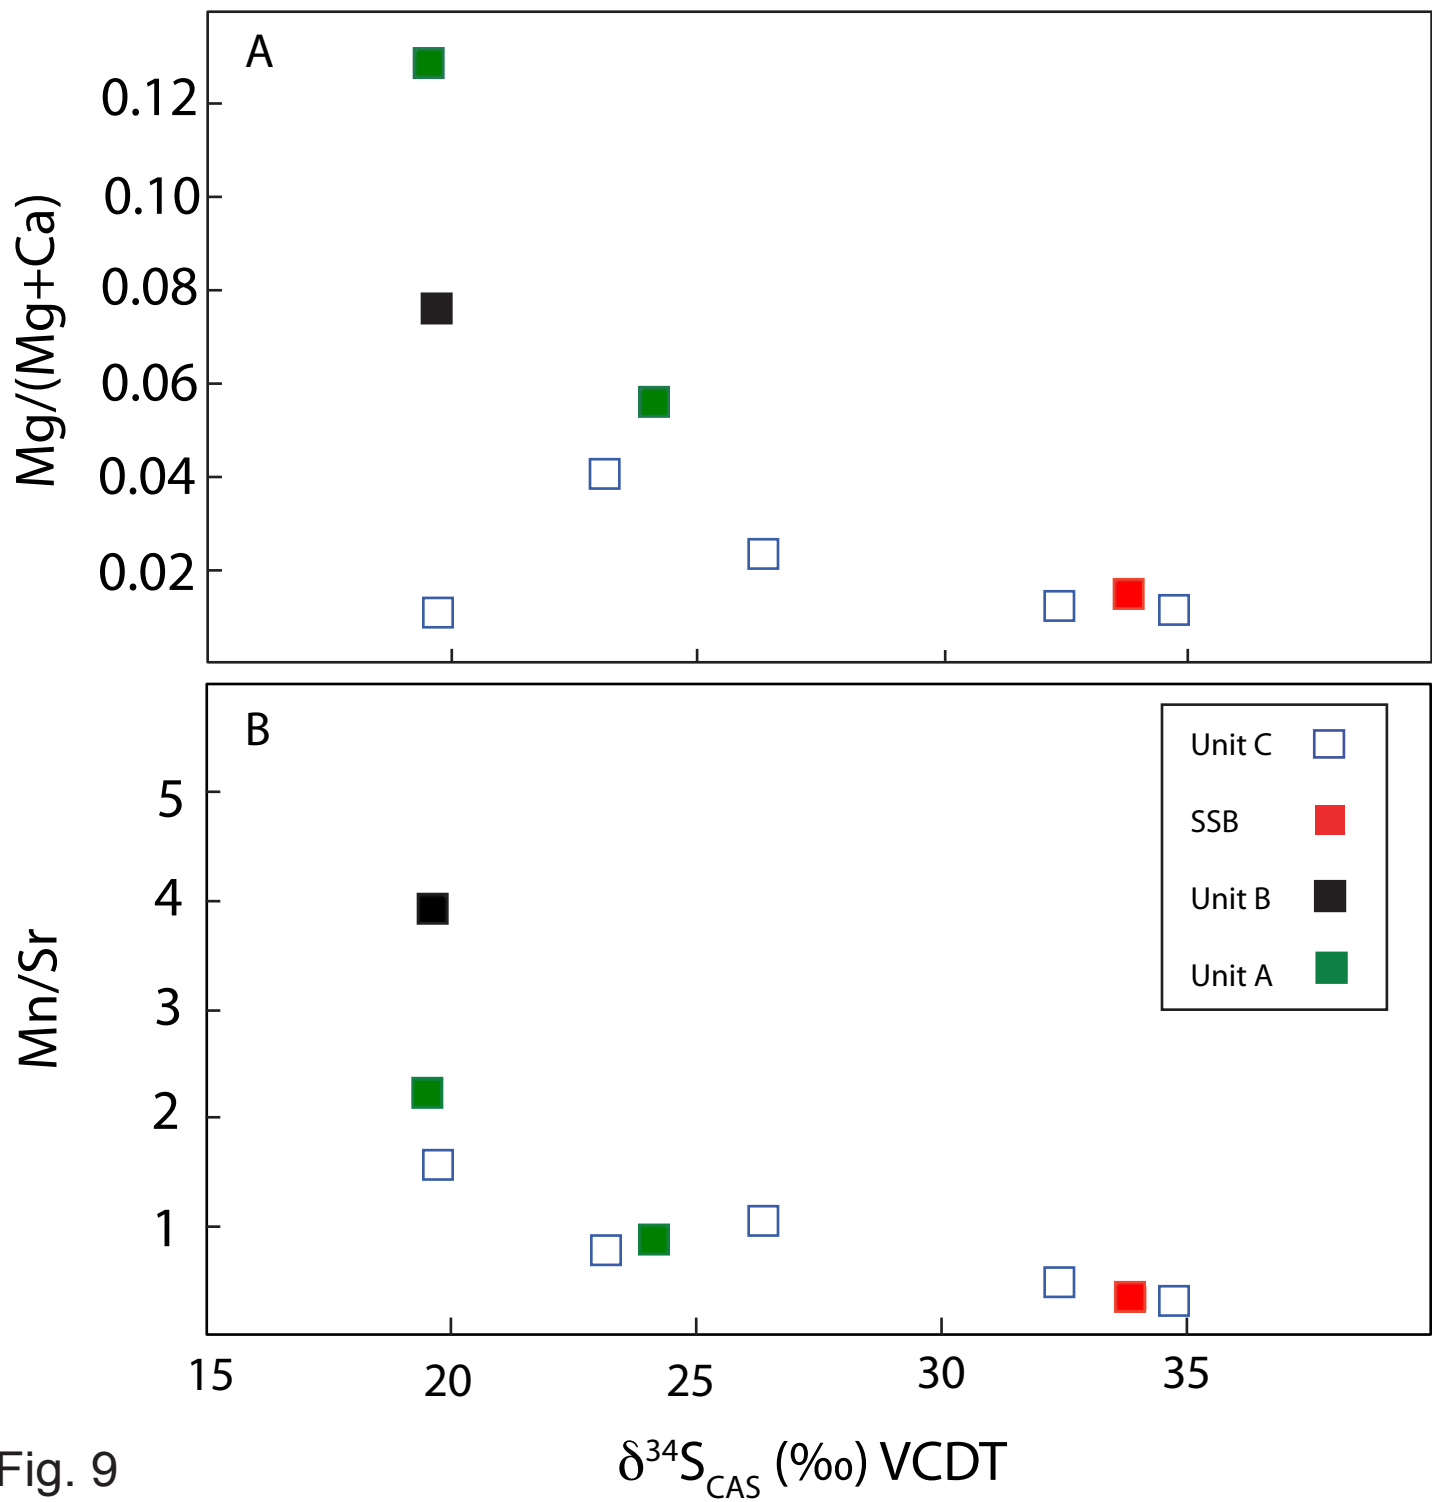 A
0.12
0.10
0.08
0.06
0.04
0.02
Mg/(Mg+Ca)
B
5
4
3
2
1
Mn/Sr
Unit C
SSB
Unit B
Unit A
15 20 25 30 35
δ³⁴S_CAS (‰) VCDT
Fig. 9